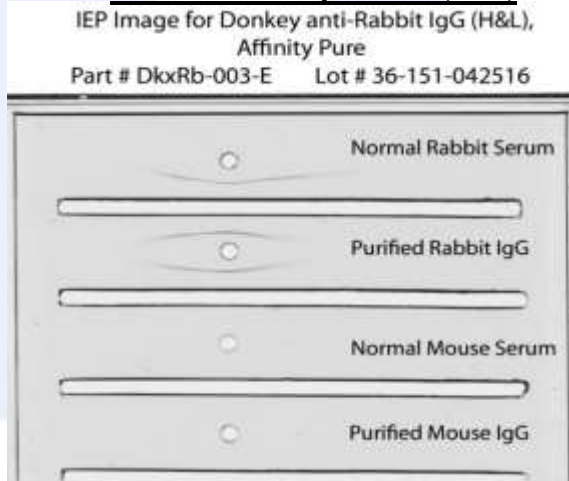 IEP Image for Donkey anti-Rabbit IgG (H&L),
Affinity Pure
Part # DkxRb-003-E Lot # 36-151-042516
Normal Rabbit Serum
Purified Rabbit IgG
Normal Mouse Serum
Purified Mouse IgG